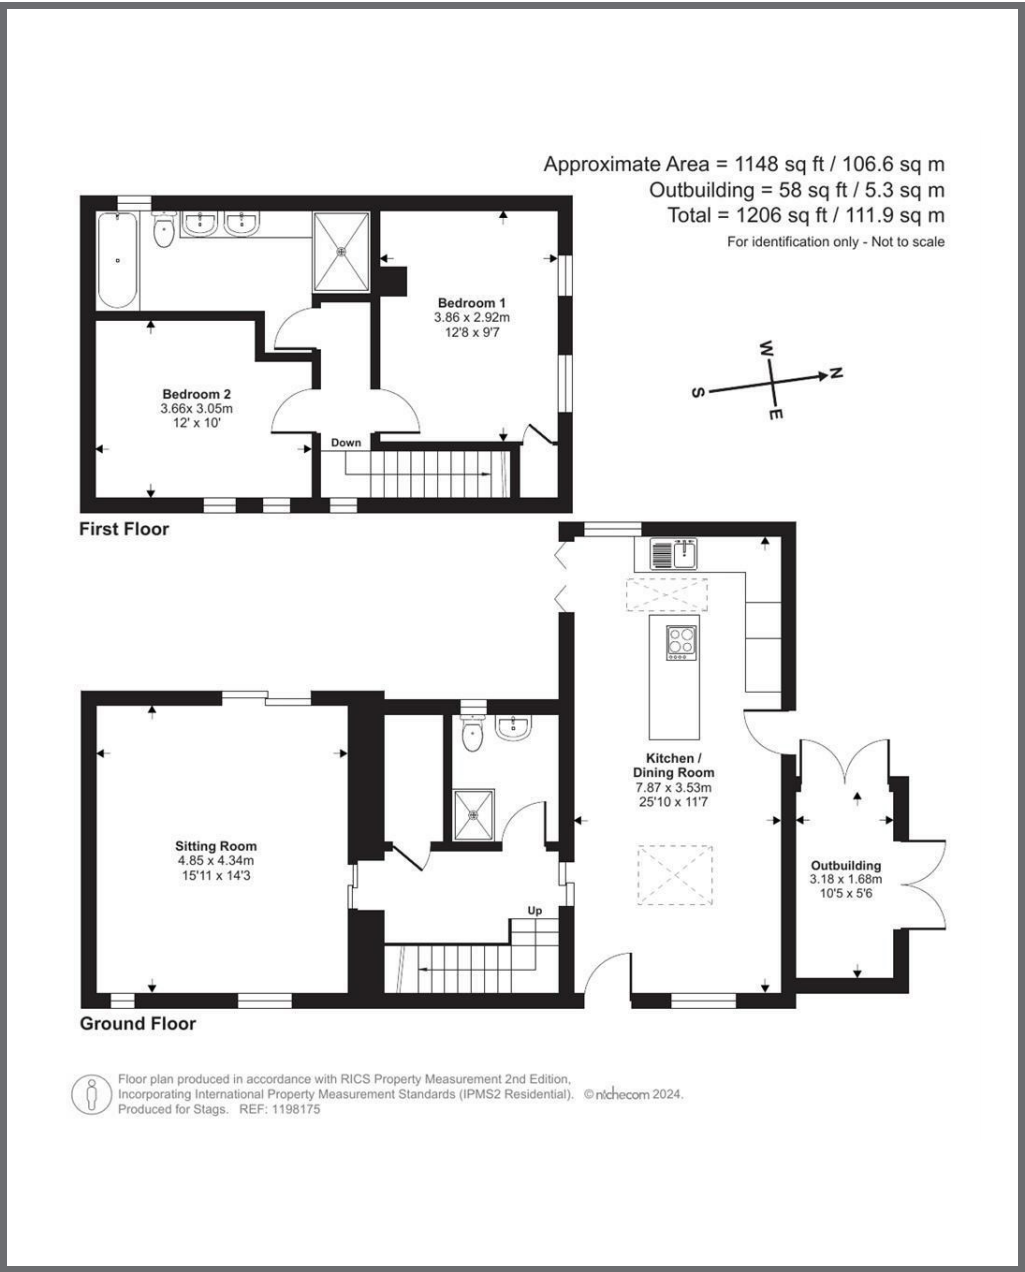 Approximate Area = 1148 sq ft / 106.6 sq m
Outbuilding = 58 sq ft / 5.3 sq m
Total = 1206 sq ft / 111.9 sq m
For identification only - Not to scale
Bedroom 1
3.86 x 2.92m
12'8 x 9'7
Bedroom 2
3.66x 3.05m
12' x 10'
Down
W
N
S
E
First Floor
Kitchen /
Dining Room
7.87 x 3.53m
25'10 x 11'7
Sitting Room
4.85 x 4.34m
15'11 x 14'3
Outbuilding
3.18 x 1.68m
10'5 x 5'6
Up
Ground Floor
Floor plan produced in accordance with RICS Property Measurement 2nd Edition,
Incorporating International Property Measurement Standards (IPMS2 Residential). © nichecom 2024.
Produced for Stags. REF: 1198175